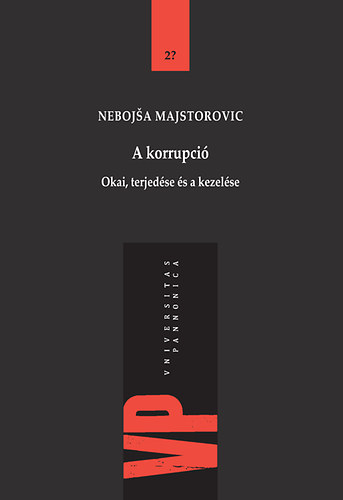 2?
NEBOJŠA MAJSTOROVIC
A korrupció
Okai, terjedése és a kezelése
VNIVERSITAS
PANNONICA
VP